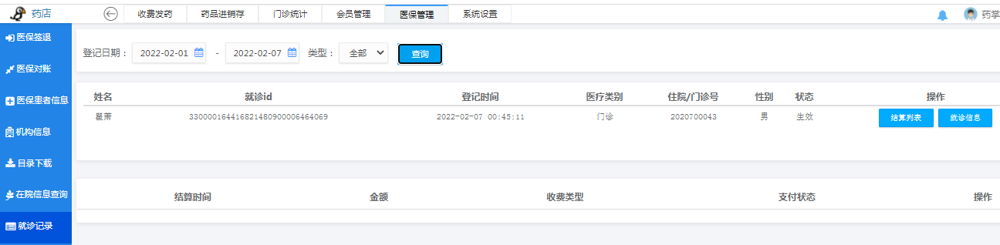 药店 收费发药 药品进销存 门诊统计 会员管理 医保管理 系统设置 药掌
医保签退
医保对账
医保患者信息
机构信息
目录下载
在院信息查询
就诊记录
登记日期： 2022-02-01 - 2022-02-07 类型： 全部 查询
姓名 就诊id 登记时间 医疗类别 住院/门诊号 性别 状态 操作
翟萧 330000164416821480900006464069 2022-02-07 00:45:11 门诊 2020700043 男 生效 结算列表 就诊信息
结算时间 金额 收费类型 支付状态 操作